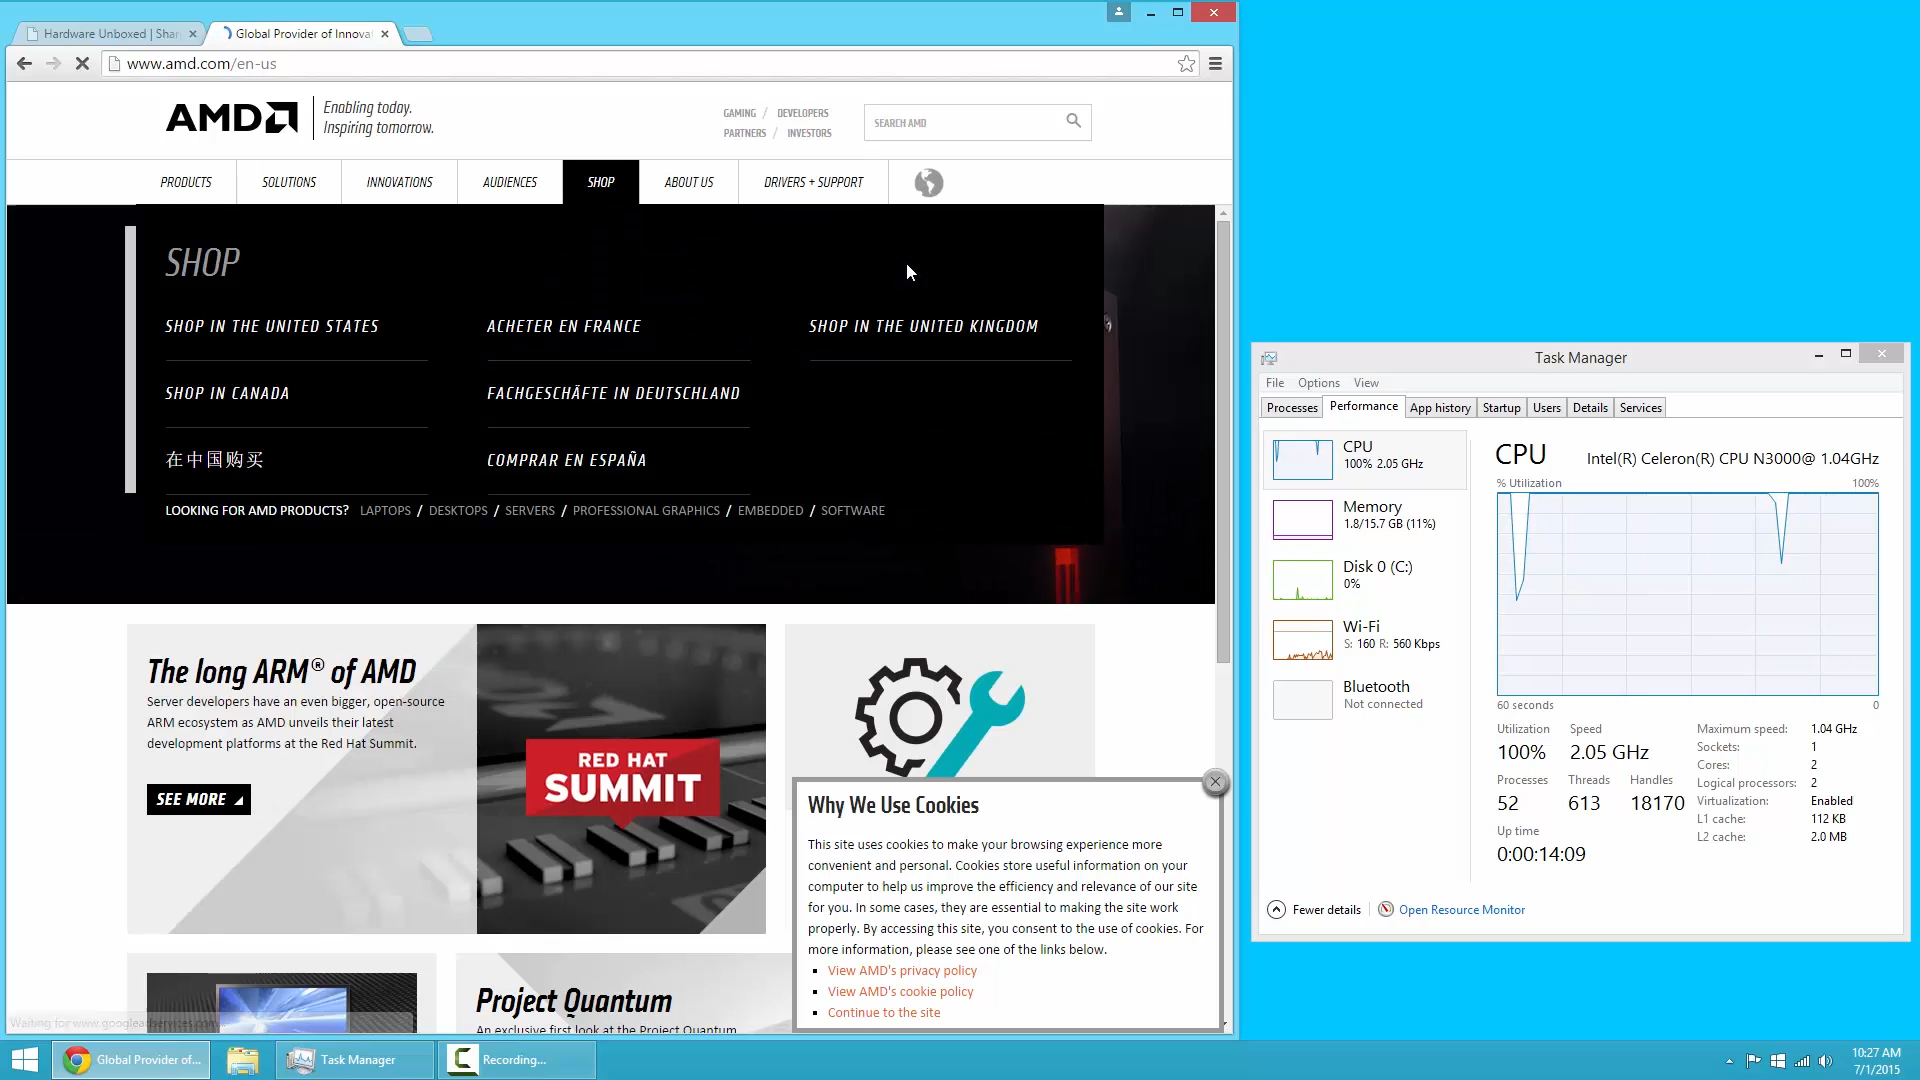 Hardware Unboxed | Shar
Global Provider of Innova
www.amd.com/en-us
AMD
Enabling today.
Inspiring tomorrow.
GAMING / DEVELOPERS
PARTNERS / INVESTORS
SEARCH AMD
PRODUCTS
SOLUTIONS
INNOVATIONS
AUDIENCES
SHOP
ABOUT US
DRIVERS + SUPPORT
SHOP
SHOP IN THE UNITED STATES
ACHETER EN FRANCE
SHOP IN THE UNITED KINGDOM
SHOP IN CANADA
FACHGESCHÄFTE IN DEUTSCHLAND
在中国购买
COMPRAR EN ESPAÑA
LOOKING FOR AMD PRODUCTS? LAPTOPS / DESKTOPS / SERVERS / PROFESSIONAL GRAPHICS / EMBEDDED / SOFTWARE
The long ARM® of AMD
Server developers have an even bigger, open-source
ARM ecosystem as AMD unveils their latest
development platforms at the Red Hat Summit.
SEE MORE
RED HAT
SUMMIT
Project Quantum
An exclusive first look at the Project Quantum
Why We Use Cookies
This site uses cookies to make your browsing experience more
convenient and personal. Cookies store useful information on your
computer to help us improve the efficiency and relevance of our site
for you. In some cases, they are essential to making the site work
properly. By accessing this site, you consent to the use of cookies. For
more information, please see one of the links below.
View AMD's privacy policy
View AMD's cookie policy
Continue to the site
Waiting for www.googleadservices.com...
Task Manager
File Options View
Processes Performance App history Startup Users Details Services
CPU
100% 2.05 GHz
Memory
1.8/15.7 GB (11%)
Disk 0 (C:)
0%
Wi-Fi
S: 160 R: 560 Kbps
Bluetooth
Not connected
CPU
Intel(R) Celeron(R) CPU N3000@ 1.04GHz
% Utilization
100%
60 seconds
0
Utilization
100%
Speed
2.05 GHz
Processes
52
Threads
613
Handles
18170
Up time
0:00:14:09
Maximum speed: 1.04 GHz
Sockets: 1
Cores: 2
Logical processors: 2
Virtualization: Enabled
L1 cache: 112 KB
L2 cache: 2.0 MB
Fewer details
Open Resource Monitor
Global Provider of...
Task Manager
Recording...
10:27 AM
7/1/2015